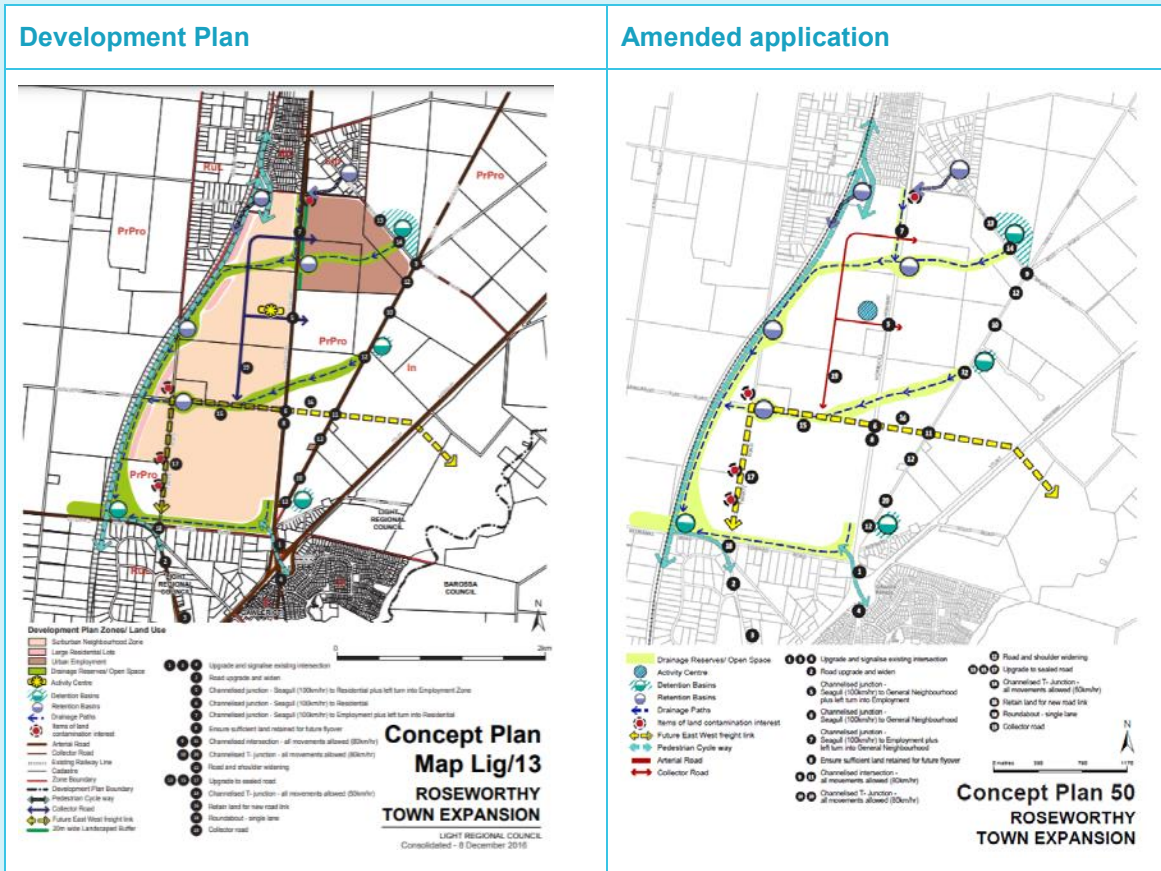 Development Plan
Amended application
RuL
PrPro
PrPro
PrPro
In
PrPro
LIGHT
REGIONAL
COUNCIL
LIGHT
REGIONAL
COUNCIL
BAROSSA
COUNCIL
N
0
2km
Development Plan Zones/ Land Use
Suburban Neighbourhood Zone
Large Residential Lots
Urban Employment
Drainage Reserves/ Open Space
Activity Centre
Detention Basins
Retention Basins
Drainage Paths
Items of land
contamination interest
Arterial Road
Collector Road
Existing Railway Line
Cadastre
Zone Boundary
Development Plan Boundary
Pedestrian Cycle way
Collector Road
Future East West freight link
20m wide Landscaped Buffer
Upgrade and signalise existing intersection
Road upgrade and widen
Channelised junction - Seagull (100km/hr) to Residential plus left turn into Employment Zone
Channelised junction - Seagull (100km/hr) to Residential
Channelised junction - Seagull (100km/hr) to Employment plus left turn into Residential
Ensure sufficient land retained for future flyover
Channelised intersection - all movements allowed (80km/hr)
Channelised T- junction - all movements allowed (80km/hr)
Road and shoulder widening
Upgrade to sealed road
Channelised T- junction - all movements allowed (50km/hr)
Retain land for new road link
Roundabout - single lane
Collector road
Concept Plan
Map Lig/13
ROSEWORTHY
TOWN EXPANSION
LIGHT REGIONAL COUNCIL
Consolidated - 8 December 2016
Drainage Reserves/ Open Space
Activity Centre
Detention Basins
Retention Basins
Drainage Paths
Items of land contamination interest
Future East West freight link
Pedestrian Cycle way
Arterial Road
Collector Road
Upgrade and signalise existing intersection
Road upgrade and widen
Channelised junction -
Seagull (100km/hr) to General Neighbourhood
plus left turn into Employment
Channelised junction -
Seagull (100km/hr) to General Neighbourhood
Channelised junction -
Seagull (100km/hr) to Employment plus
left turn into General Neighbourhood
Ensure sufficient land retained for future flyover
Channelised intersection -
all movements allowed (80km/hr)
Channelised T- Junction -
all movements allowed (80km/hr)
Road and shoulder widening
Upgrade to sealed road
Channelised T- Junction -
all movements allowed (50km/hr)
Retain land for new road link
Roundabout - single lane
Collector road
N
Concept Plan 50
ROSEWORTHY
TOWN EXPANSION